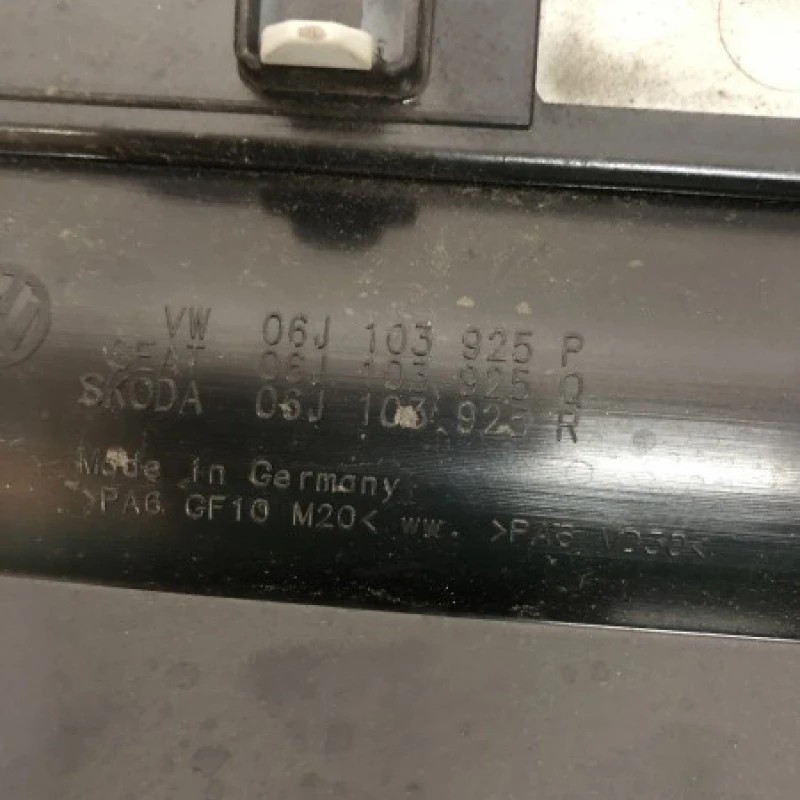 VW 06J 103 925 P
SEAT 06J 103 925 Q
SKODA 06J 103 925 R
Made in Germany
>PA6 GF10 M20< ww. >PA6